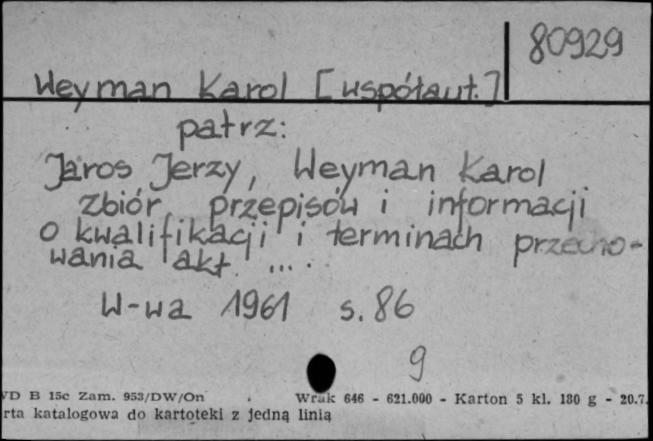 80929
Weyman Karol [współaut.]
patrz:
Jaros Jerzy, Weyman Karol
zbiór przepisów i informacji
o kwalifikacji i terminach przecho-
wania akt ....
W-wa 1961 s. 86
9
VD B 15c Zam. 953/DW/On . Wrak 646 - 621.000 - Karton 5 kl. 180 g - 20.7.
rta katalogowa do kartoteki z jedną linią